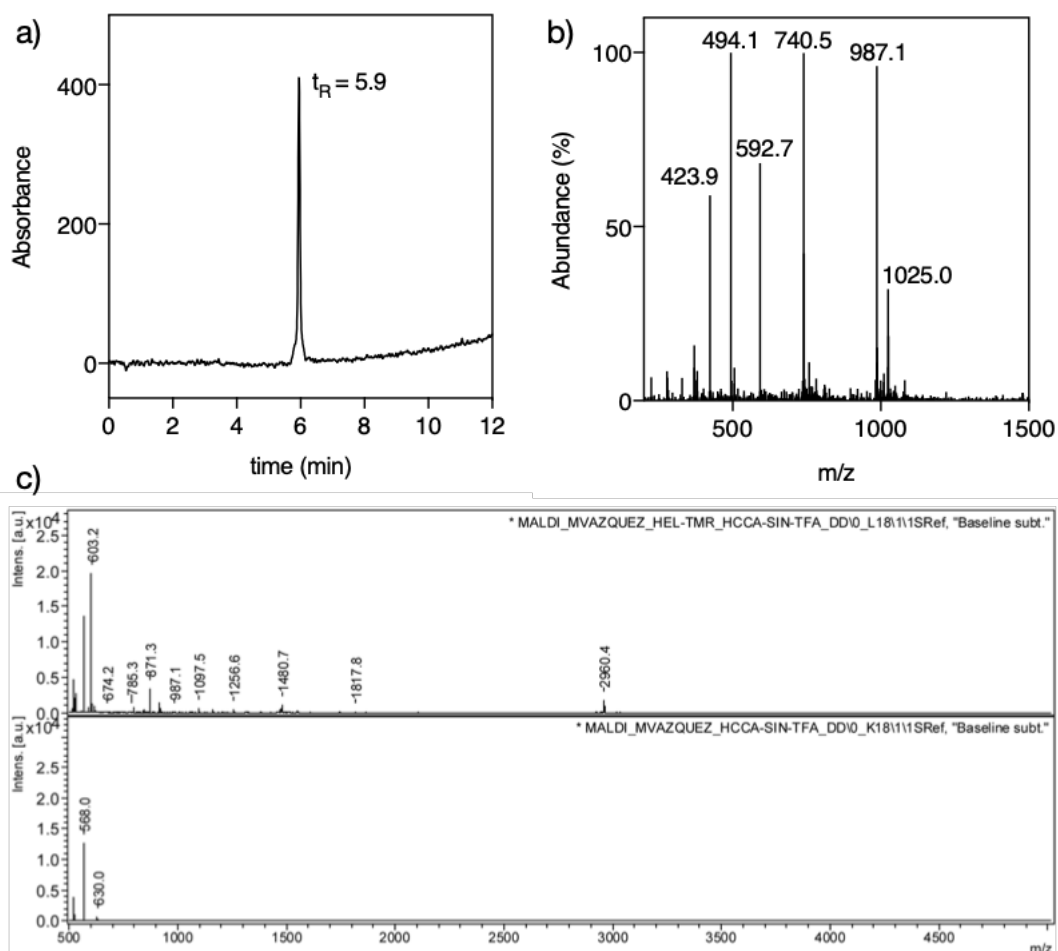 a)
Absorbance
400
200
0
tR = 5.9
0 2 4 6 8 10 12
time (min)
b)
Abundance (%)
100
50
0
423.9
494.1
592.7
740.5
987.1
1025.0
500 1000 1500
m/z
c)
* MALDI_MVAZQUEZ_HEL-TMR_HCCA-SIN-TFA_DD\0_L18\1\1SRef, "Baseline subt."
Intens. [a.u.]
x10^4
2.5
2.0
1.5
1.0
0.5
0.0
603.2
674.2
785.3
871.3
987.1
1097.5
1256.6
1480.7
1817.8
2960.4
* MALDI_MVAZQUEZ_HCCA-SIN-TFA_DD\0_K18\1\1SRef, "Baseline subt."
Intens. [a.u.]
x10^4
2.5
2.0
1.5
1.0
0.5
0.0
568.0
630.0
500 1000 1500 2000 2500 3000 3500 4000 4500
m/z